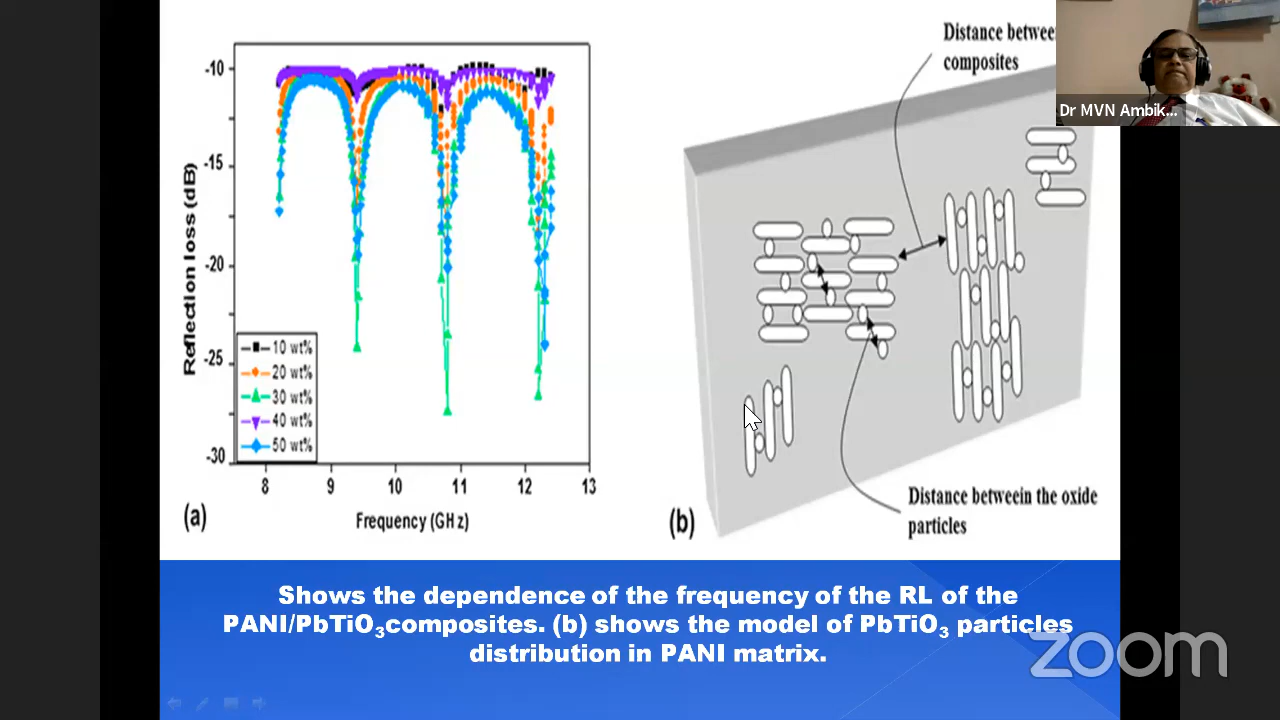 Distance betwee
composites
Dr MVN Ambik...
-10
-15
-20
-25
-30
Reflection loss (dB)
10 wt%
20 wt%
30 wt%
40 wt%
50 wt%
8 9 10 11 12 13
Frequency (GHz)
(a)
(b)
Distance betweein the oxide
particles
Shows the dependence of the frequency of the RL of the
PANI/PbTiO3composites. (b) shows the model of PbTiO3 particles
distribution in PANI matrix.
zoom